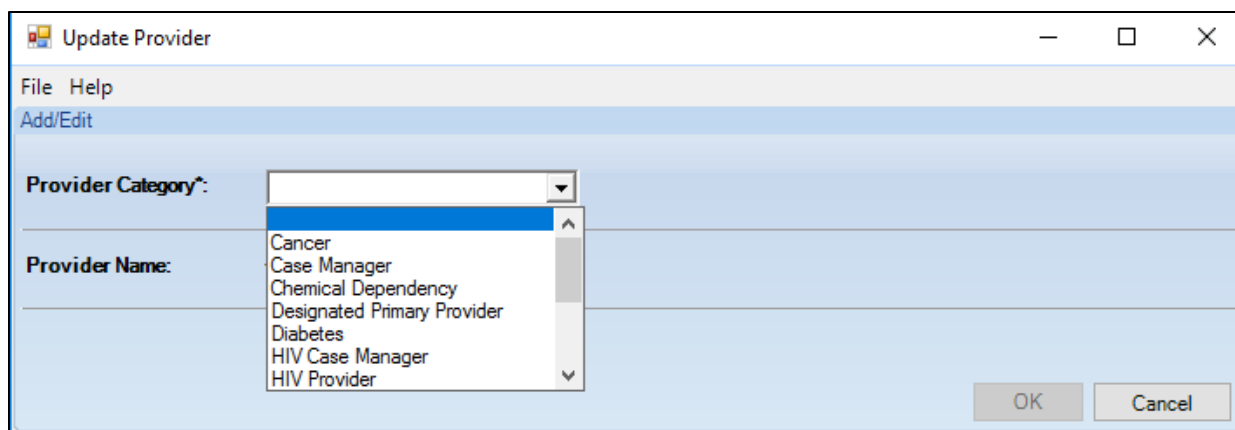 Update Provider
File Help
Add/Edit
Provider Category*:
Cancer
Case Manager
Provider Name:
Chemical Dependency
Designated Primary Provider
Diabetes
HIV Case Manager
HIV Provider
OK Cancel